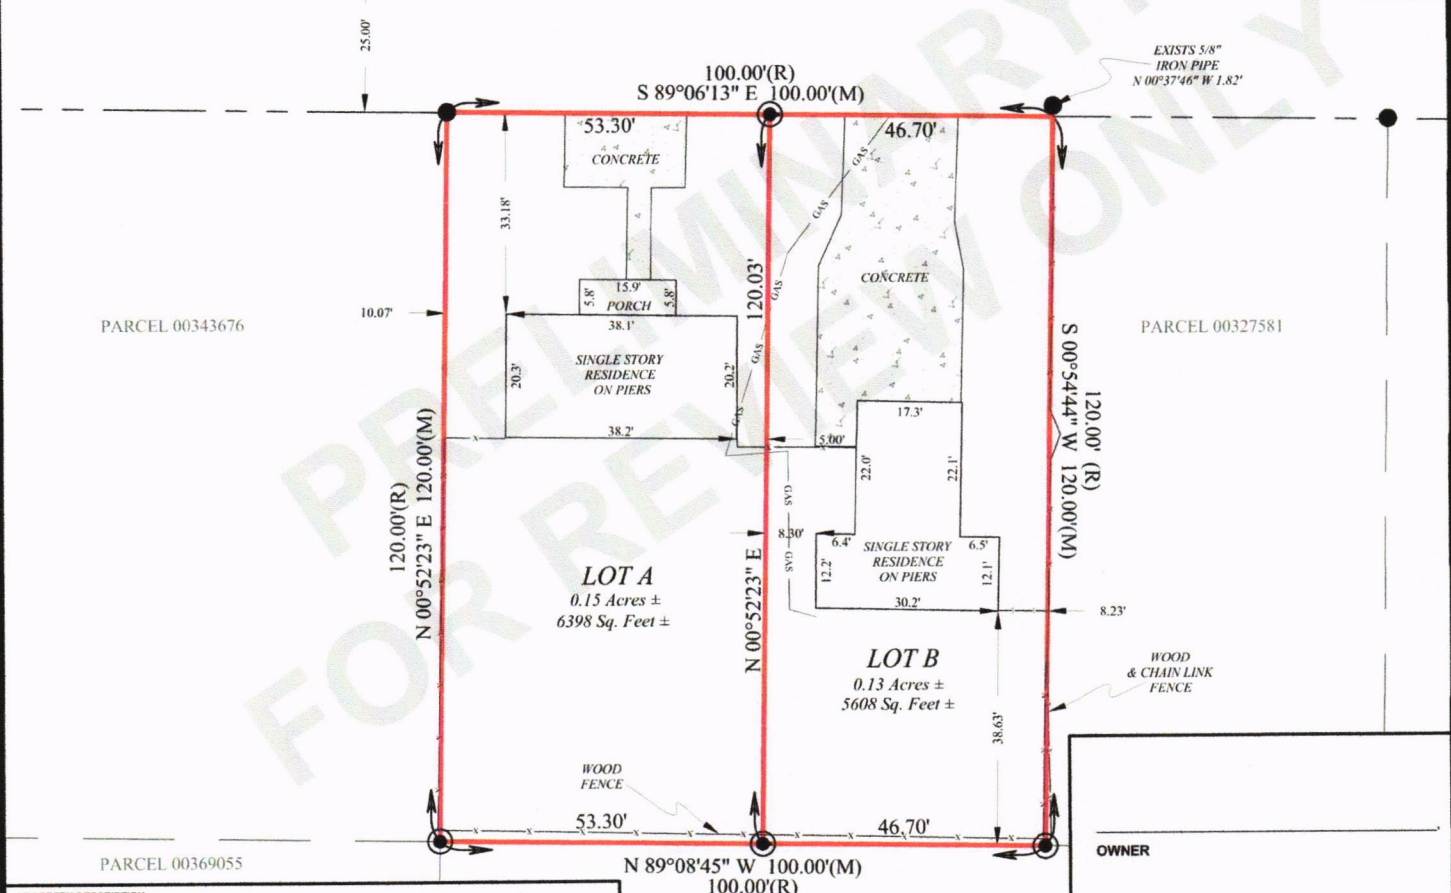 PRELIMINARY
FOR REVIEW ONLY
25.00'
EXISTS 5/8"
IRON PIPE
N 00°37'46" W 1.82'
100.00'(R)
S 89°06'13" E 100.00'(M)
53.30'
46.70'
CONCRETE
GAS
GAS
33.18'
CONCRETE
120.03'
GAS
15.9'
5.8'
5.8'
PORCH
10.07'
38.1'
PARCEL 00343676
PARCEL 00327581
SINGLE STORY
RESIDENCE
ON PIERS
20.3'
20.2'
GAS
GAS
17.3'
38.2'
5.00'
22.0'
22.1'
S 00°54'44" W 120.00'(M)
120.00' (R)
120.00'(R)
N 00°52'23" E 120.00'(M)
GAS
8.30'
6.4'
6.5'
SINGLE STORY
RESIDENCE
ON PIERS
GAS
12.2'
12.1'
LOT A
0.15 Acres ±
6398 Sq. Feet ±
30.2'
8.23'
N 00°52'23" E
LOT B
0.13 Acres ±
5608 Sq. Feet ±
WOOD
& CHAIN LINK
FENCE
38.63'
WOOD
FENCE
53.30'
46.70'
OWNER
PARCEL 00369055
N 89°08'45" W 100.00'(M)
100.00'(R)